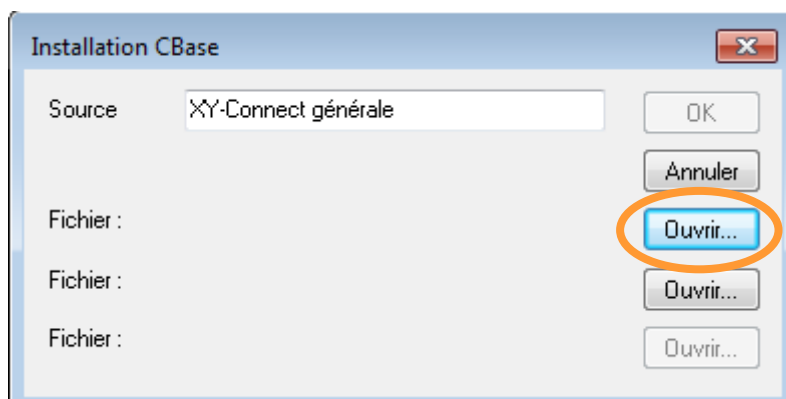 Installation CBase
Source XY-Connect générale OK
Annuler
Fichier : Ouvrir...
Fichier : Ouvrir...
Fichier : Ouvrir...